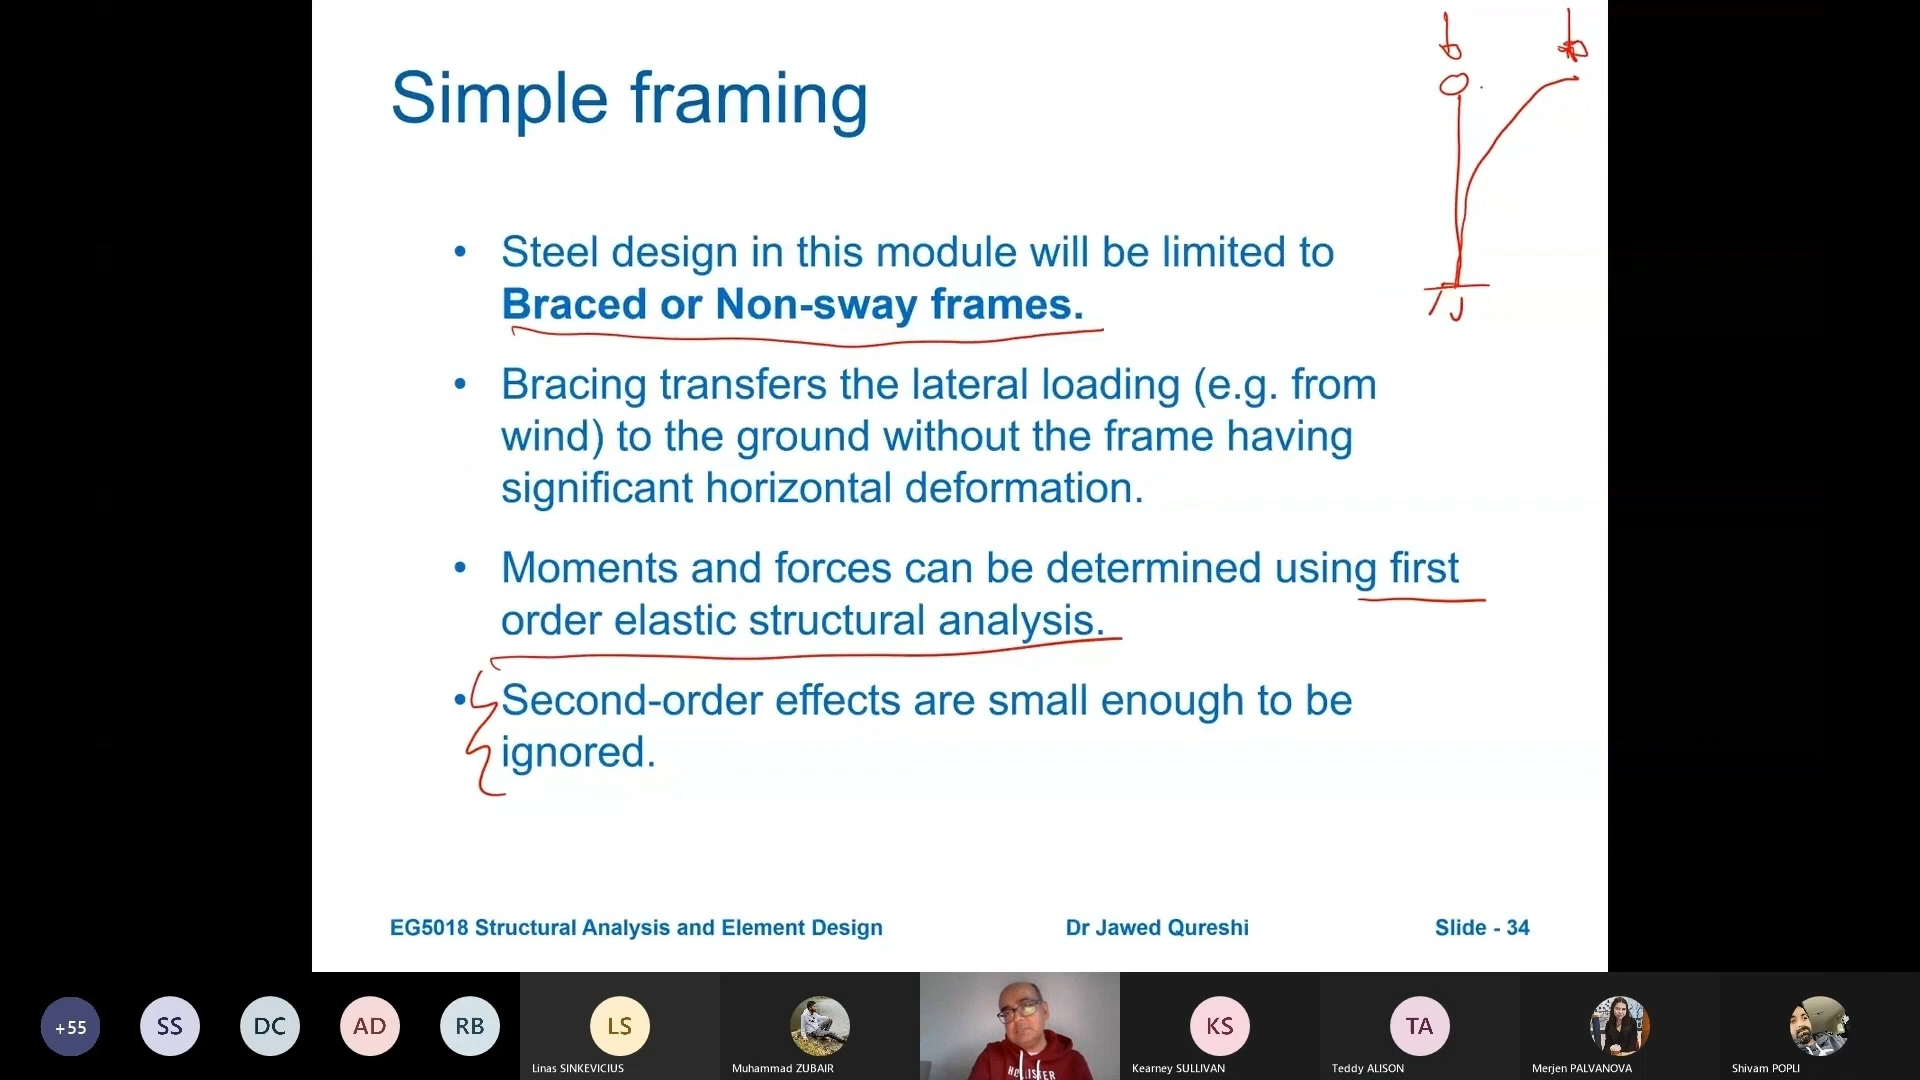 Simple framing
• Steel design in this module will be limited to
Braced or Non-sway frames.
• Bracing transfers the lateral loading (e.g. from
wind) to the ground without the frame having
significant horizontal deformation.
• Moments and forces can be determined using first
order elastic structural analysis.
• Second-order effects are small enough to be
ignored.
EG5018 Structural Analysis and Element Design Dr Jawed Qureshi Slide - 34
+55 SS DC AD RB LS KS TA
Linas SINKEVICIUS Muhammad ZUBAIR HOLLISTER Kearney SULLIVAN Teddy ALISON Merjen PALVANOVA Shivam POPLI